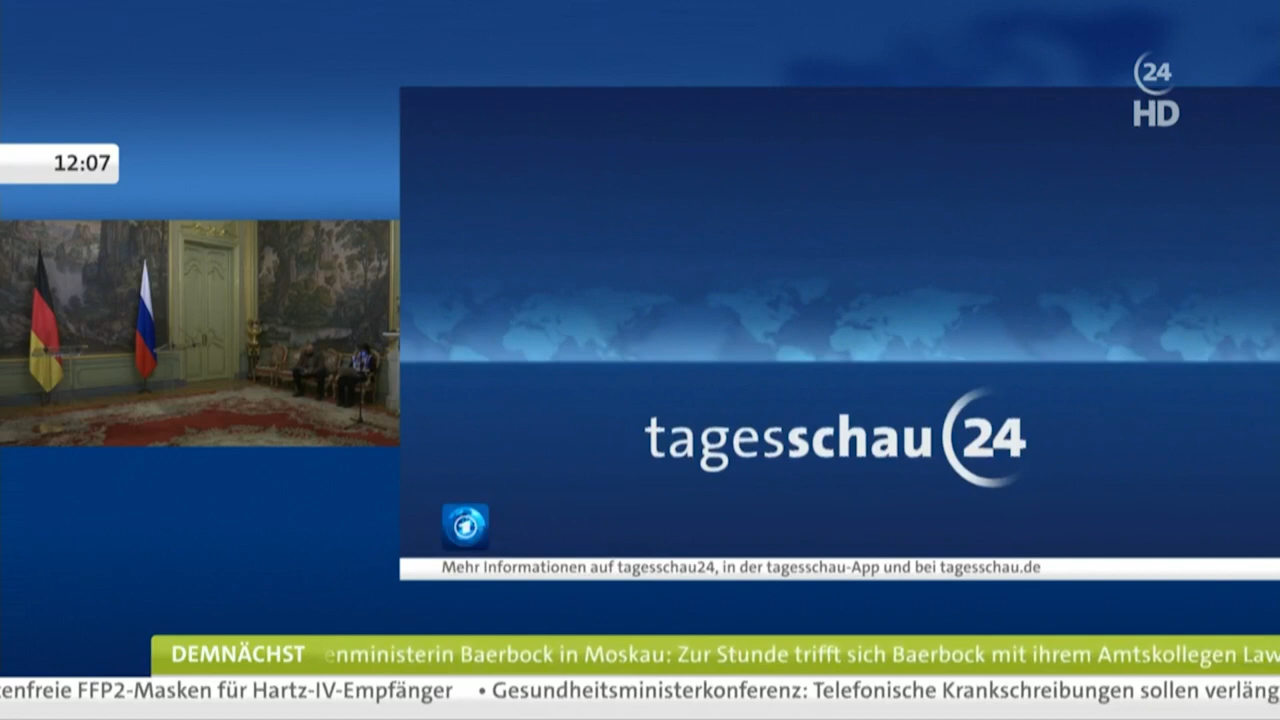 24
HD
12:07
tagesschau 24
Mehr Informationen auf tagesschau24, in der tagesschau-App und bei tagesschau.de
DEMNÄCHST enministerin Baerbock in Moskau: Zur Stunde trifft sich Baerbock mit ihrem Amtskollegen Law
enfreie FFP2-Masken für Hartz-IV-Empfänger • Gesundheitsministerkonferenz: Telefonische Krankschreibungen sollen verläng